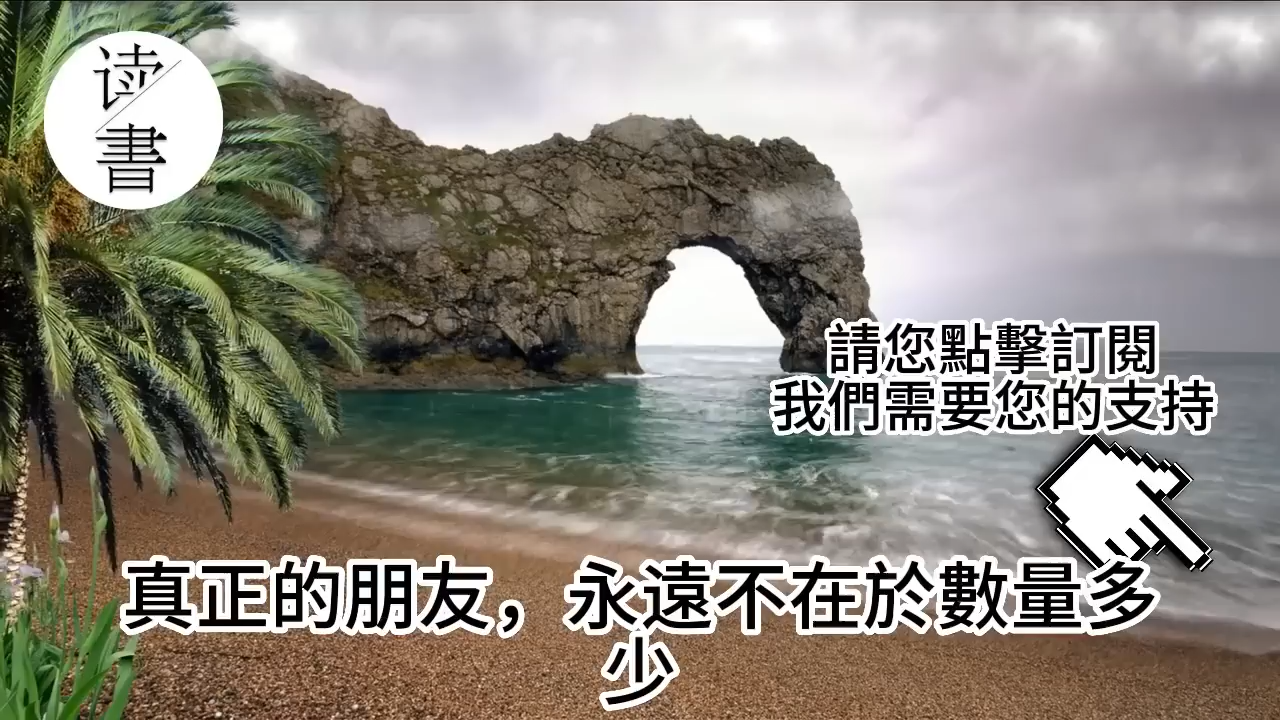 读
書
請您點擊訂閱
我們需要您的支持
真正的朋友，永遠不在於數量多
少